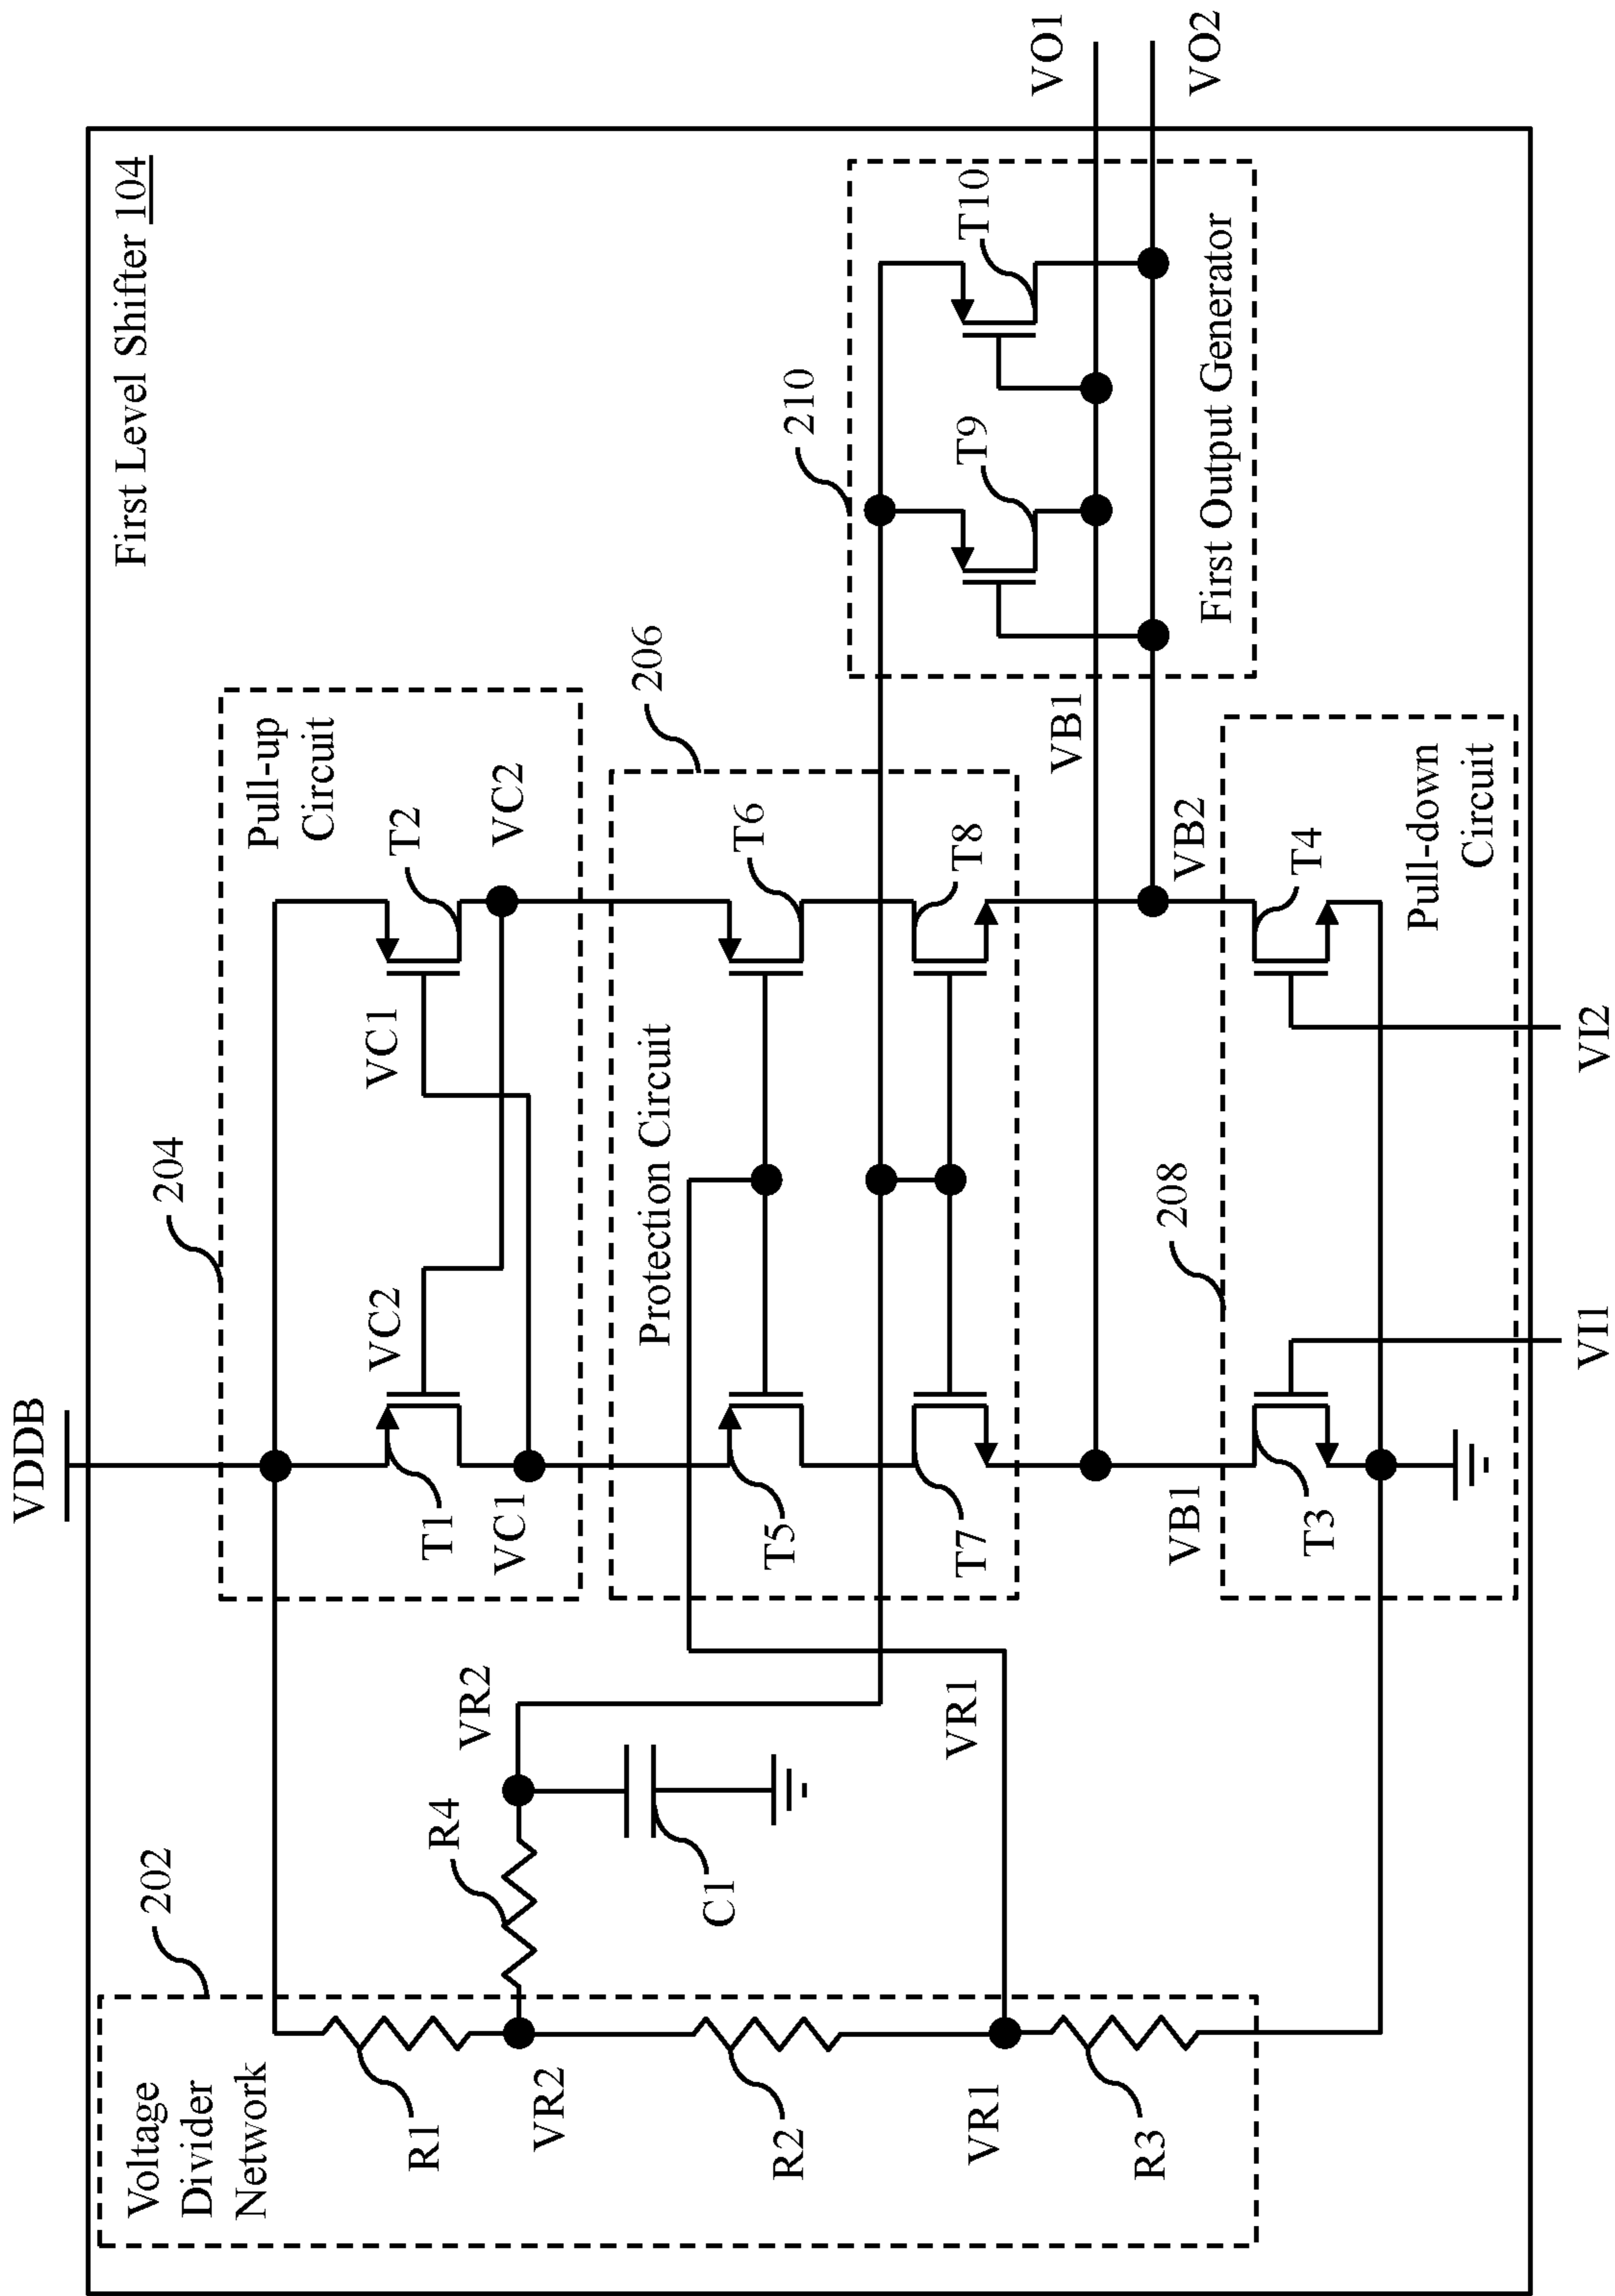 First Level Shifter 104
VDDB
204
Pull-up
Circuit
T1
VC2
VC1
T2
VC1
VC2
202
Voltage
Divider
Network
R1
VR2
R2
VR1
R3
R4
VR2
C1
VR1
206
Protection Circuit
T5
T6
T7
T8
210
T9
T10
First Output Generator
VB1
VO1
VO2
VB1
VB2
208
T3
T4
Pull-down
Circuit
VI1
VI2